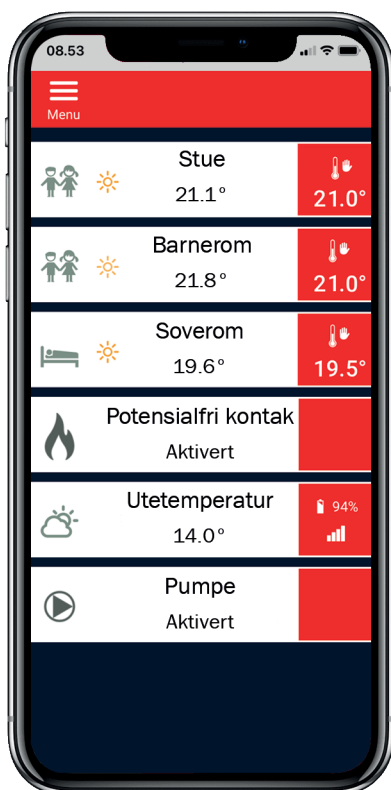 08.53
Menu
Stue
21.1°
21.0°
Barnerom
21.8°
21.0°
Soverom
19.6°
19.5°
Potensialfri kontak
Aktivert
Utetemperatur
14.0°
94%
Pumpe
Aktivert